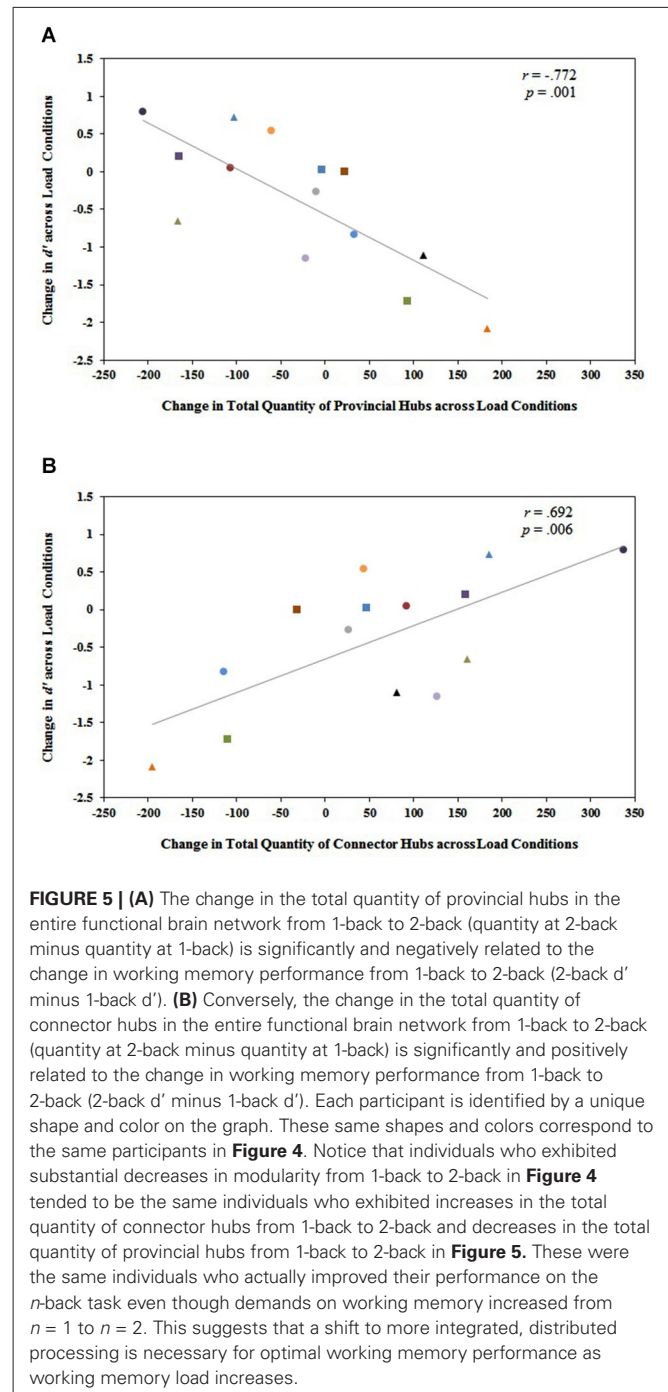 A
r = -.772
p = .001
Change in d' across Load Conditions
1.5
1
0.5
0
-0.5
-1
-1.5
-2
-2.5
-250 -200 -150 -100 -50 0 50 100 150 200 250 300 350
Change in Total Quantity of Provincial Hubs across Load Conditions
B
r = .692
p = .006
Change in d' across Load Conditions
1.5
1
0.5
0
-0.5
-1
-1.5
-2
-2.5
-250 -200 -150 -100 -50 0 50 100 150 200 250 300 350
Change in Total Quantity of Connector Hubs across Load Conditions
FIGURE 5 | (A) The change in the total quantity of provincial hubs in the
entire functional brain network from 1-back to 2-back (quantity at 2-back
minus quantity at 1-back) is significantly and negatively related to the
change in working memory performance from 1-back to 2-back (2-back d'
minus 1-back d'). (B) Conversely, the change in the total quantity of
connector hubs in the entire functional brain network from 1-back to 2-back
(quantity at 2-back minus quantity at 1-back) is significantly and positively
related to the change in working memory performance from 1-back to
2-back (2-back d' minus 1-back d'). Each participant is identified by a unique
shape and color on the graph. These same shapes and colors correspond to
the same participants in Figure 4. Notice that individuals who exhibited
substantial decreases in modularity from 1-back to 2-back in Figure 4
tended to be the same individuals who exhibited increases in the total
quantity of connector hubs from 1-back to 2-back and decreases in the total
quantity of provincial hubs from 1-back to 2-back in Figure 5. These were
the same individuals who actually improved their performance on the
n-back task even though demands on working memory increased from
n = 1 to n = 2. This suggests that a shift to more integrated, distributed
processing is necessary for optimal working memory performance as
working memory load increases.